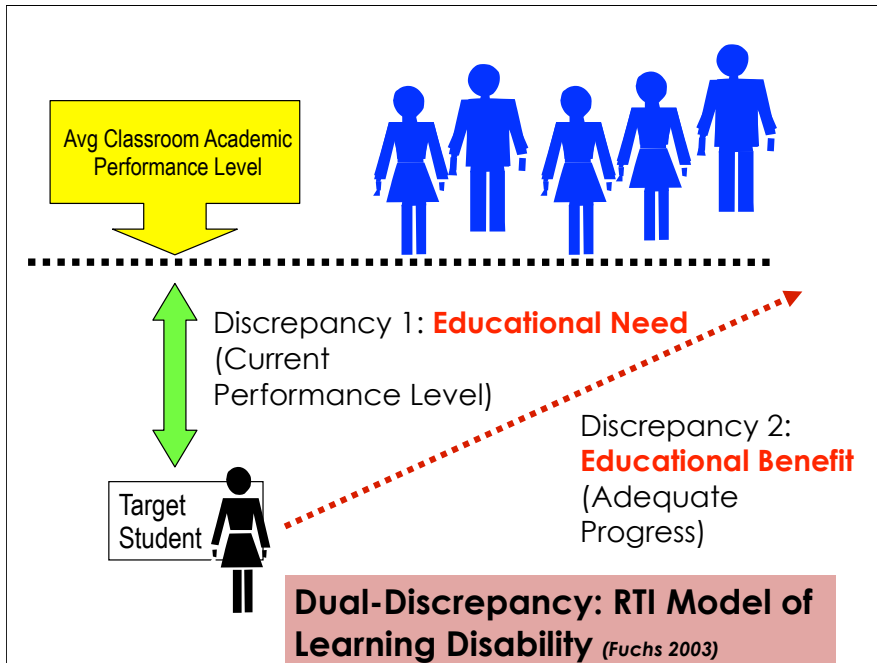 Avg Classroom Academic
Performance Level
Discrepancy 1: Educational Need
(Current
Performance Level)
Discrepancy 2:
Educational Benefit
(Adequate
Progress)
Target
Student
Dual-Discrepancy: RTI Model of
Learning Disability (Fuchs 2003)